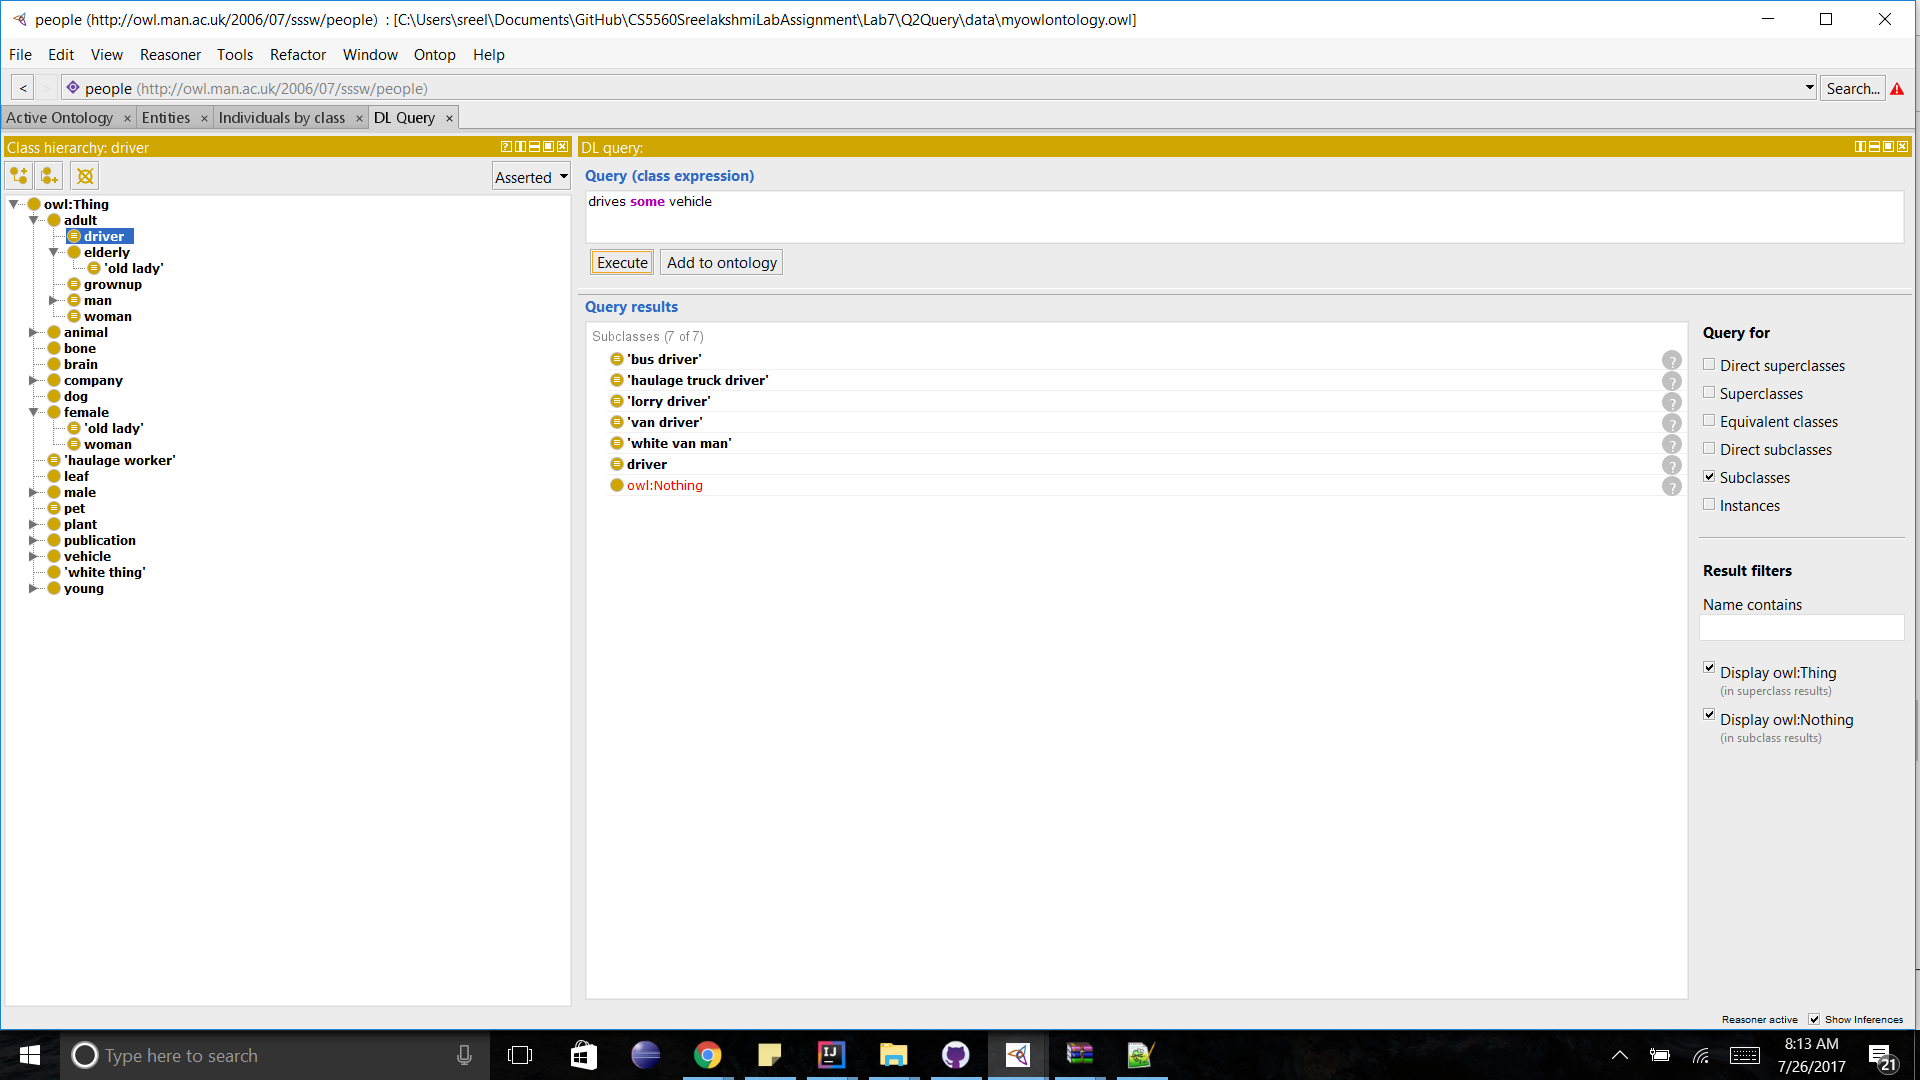 people (http://owl.man.ac.uk/2006/07/sssw/people) : [C:\Users\sreel\Documents\GitHub\CS5560SreelakshmiLabAssignment\Lab7\Q2Query\data\myowlontology.owl]
File Edit View Reasoner Tools Refactor Window Ontop Help
< > people (http://owl.man.ac.uk/2006/07/sssw/people) Search...
Active Ontology × Entities × Individuals by class × DL Query ×
Class hierarchy: driver
Asserted
owl:Thing
adult
driver
elderly
'old lady'
grownup
man
woman
animal
bone
brain
company
dog
female
'old lady'
woman
'haulage worker'
leaf
male
pet
plant
publication
vehicle
'white thing'
young
DL query:
Query (class expression)
drives some vehicle
Execute Add to ontology
Query results
Subclasses (7 of 7)
'bus driver' ?
'haulage truck driver' ?
'lorry driver' ?
'van driver' ?
'white van man' ?
driver ?
owl:Nothing ?
Query for
Direct superclasses
Superclasses
Equivalent classes
Direct subclasses
Subclasses
Instances
Result filters
Name contains
Display owl:Thing
(in superclass results)
Display owl:Nothing
(in subclass results)
Reasoner active Show Inferences
Type here to search
IJ
8:13 AM
7/26/2017
21